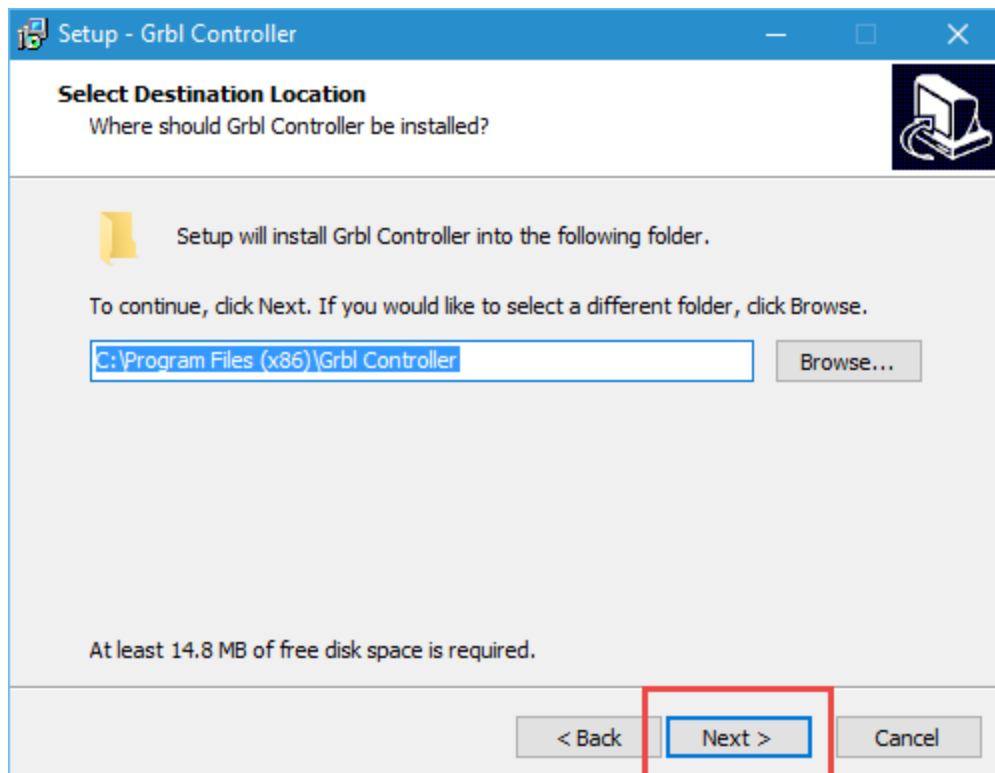 Setup - Grbl Controller
Select Destination Location
Where should Grbl Controller be installed?
Setup will install Grbl Controller into the following folder.
To continue, click Next. If you would like to select a different folder, click Browse.
C:\Program Files (x86)\Grbl Controller
Browse...
At least 14.8 MB of free disk space is required.
< Back
Next >
Cancel